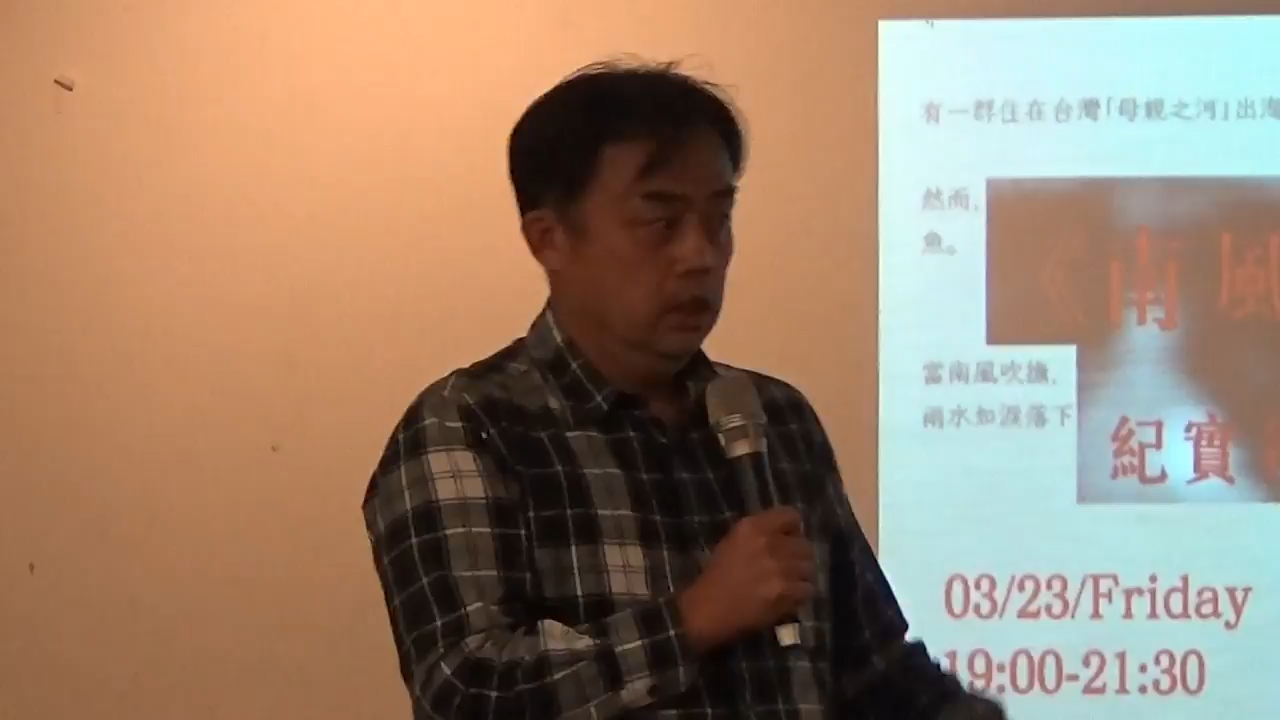 有一群住在台灣「母親之河」出海
然而,
魚。
《南風
當南風吹撫,
雨水如淚落下
紀實
03/23/Friday
19:00-21:30